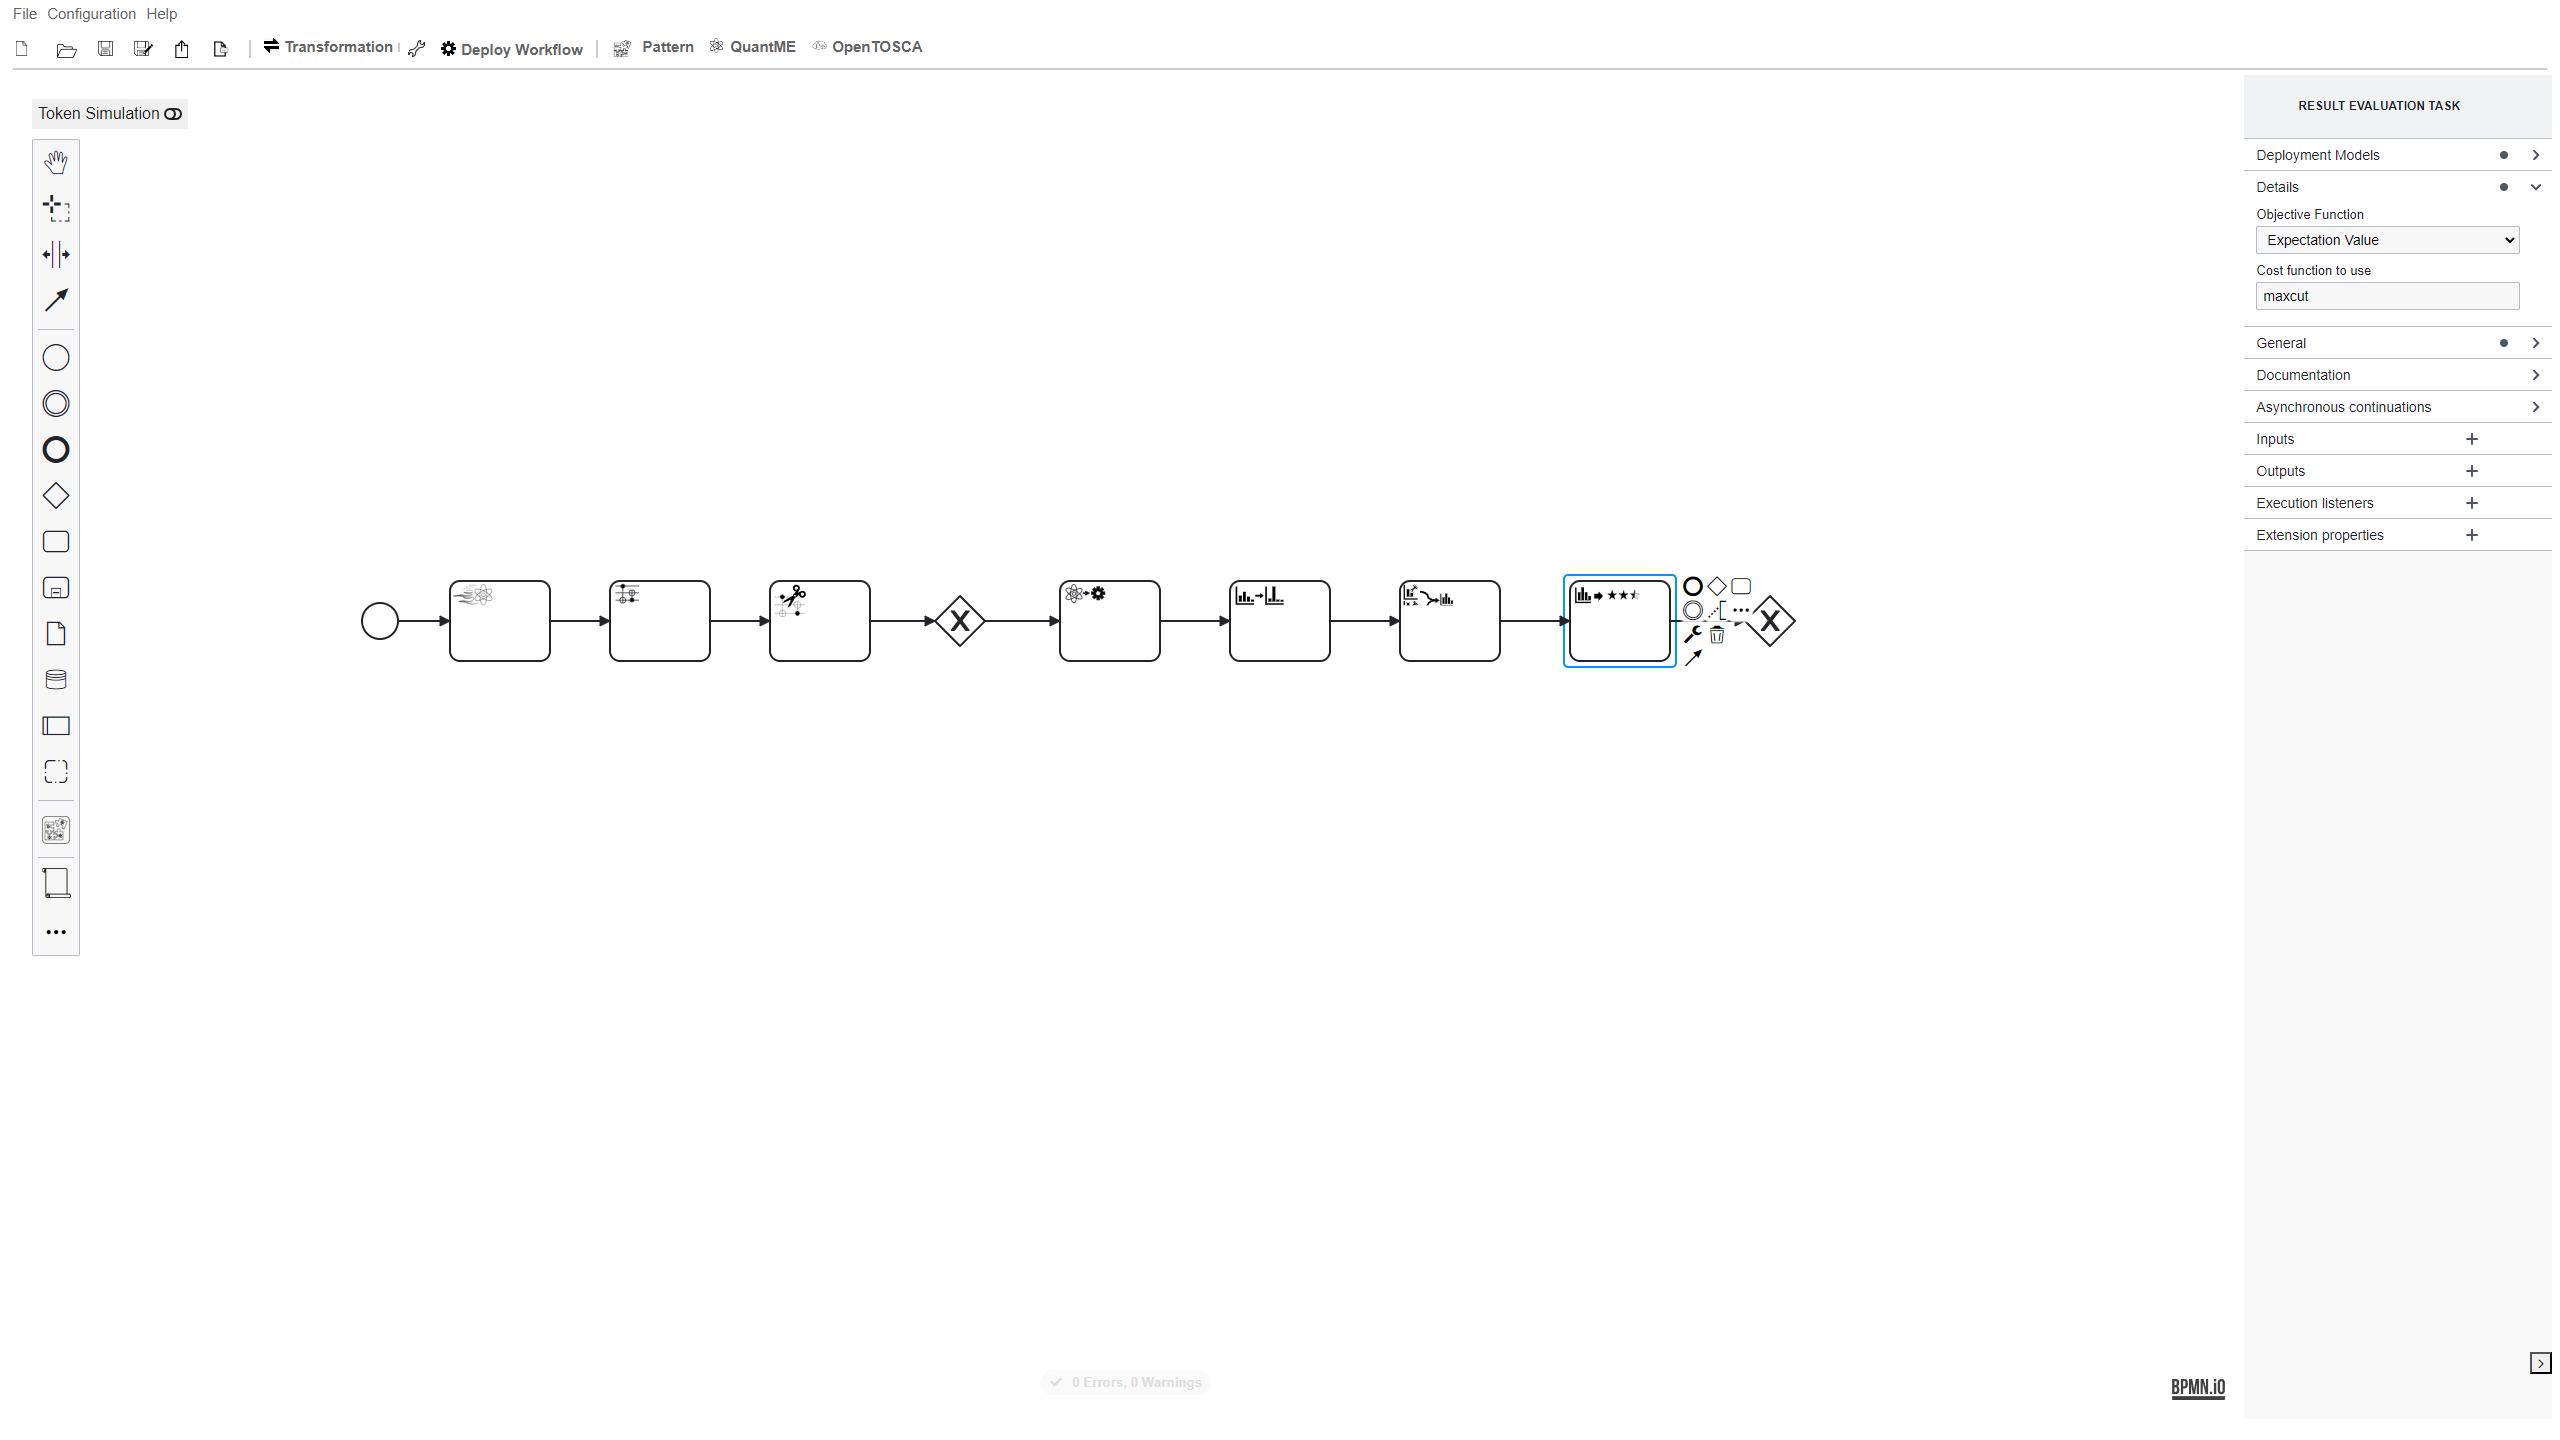 File Configuration Help
Transformation Deploy Workflow Pattern QuantME OpenTOSCA
Token Simulation
RESULT EVALUATION TASK
Deployment Models
Details
Objective Function
Expectation Value
Cost function to use
maxcut
General
Documentation
Asynchronous continuations
Inputs
Outputs
Execution listeners
Extension properties
0 Errors, 0 Warnings
BPMN.iO